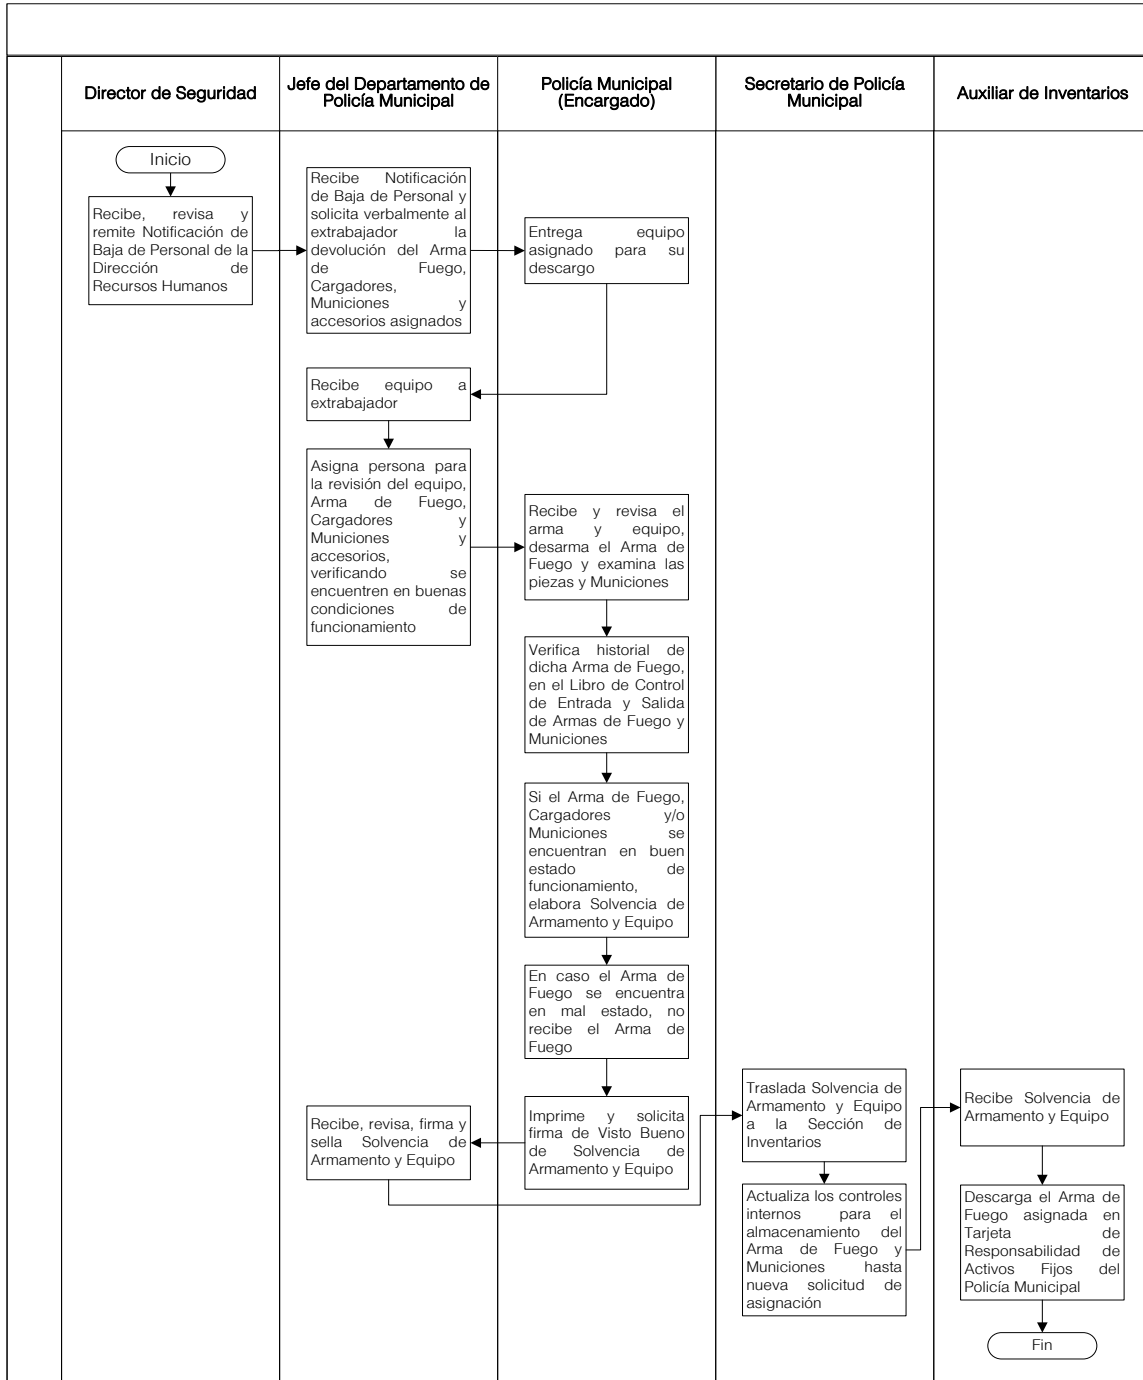 Director de Seguridad
Jefe del Departamento de
Policía Municipal
Policía Municipal
(Encargado)
Secretario de Policía
Municipal
Auxiliar de Inventarios
Inicio
Recibe, revisa y
remite Notificación de
Baja de Personal de la
Dirección de
Recursos Humanos
Recibe Notificación
de Baja de Personal y
solicita verbalmente al
extrabajador la
devolución del Arma
de Fuego,
Cargadores,
Municiones y
accesorios asignados
Entrega equipo
asignado para su
descargo
Recibe equipo a
extrabajador
Asigna persona para
la revisión del equipo,
Arma de Fuego,
Cargadores y
Municiones y
accesorios,
verificando se
encuentren en buenas
condiciones de
funcionamiento
Recibe y revisa el
arma y equipo,
desarma el Arma de
Fuego y examina las
piezas y Municiones
Verifica historial de
dicha Arma de Fuego,
en el Libro de Control
de Entrada y Salida
de Armas de Fuego y
Municiones
Si el Arma de Fuego,
Cargadores y/o
Municiones se
encuentran en buen
estado de
funcionamiento,
elabora Solvencia de
Armamento y Equipo
En caso el Arma de
Fuego se encuentra
en mal estado, no
recibe el Arma de
Fuego
Imprime y solicita
firma de Visto Bueno
de Solvencia de
Armamento y Equipo
Recibe, revisa, firma y
sella Solvencia de
Armamento y Equipo
Traslada Solvencia de
Armamento y Equipo
a la Sección de
Inventarios
Actualiza los controles
internos para el
almacenamiento del
Arma de Fuego y
Municiones hasta
nueva solicitud de
asignación
Recibe Solvencia de
Armamento y Equipo
Descarga el Arma de
Fuego asignada en
Tarjeta de
Responsabilidad de
Activos Fijos del
Policía Municipal
Fin